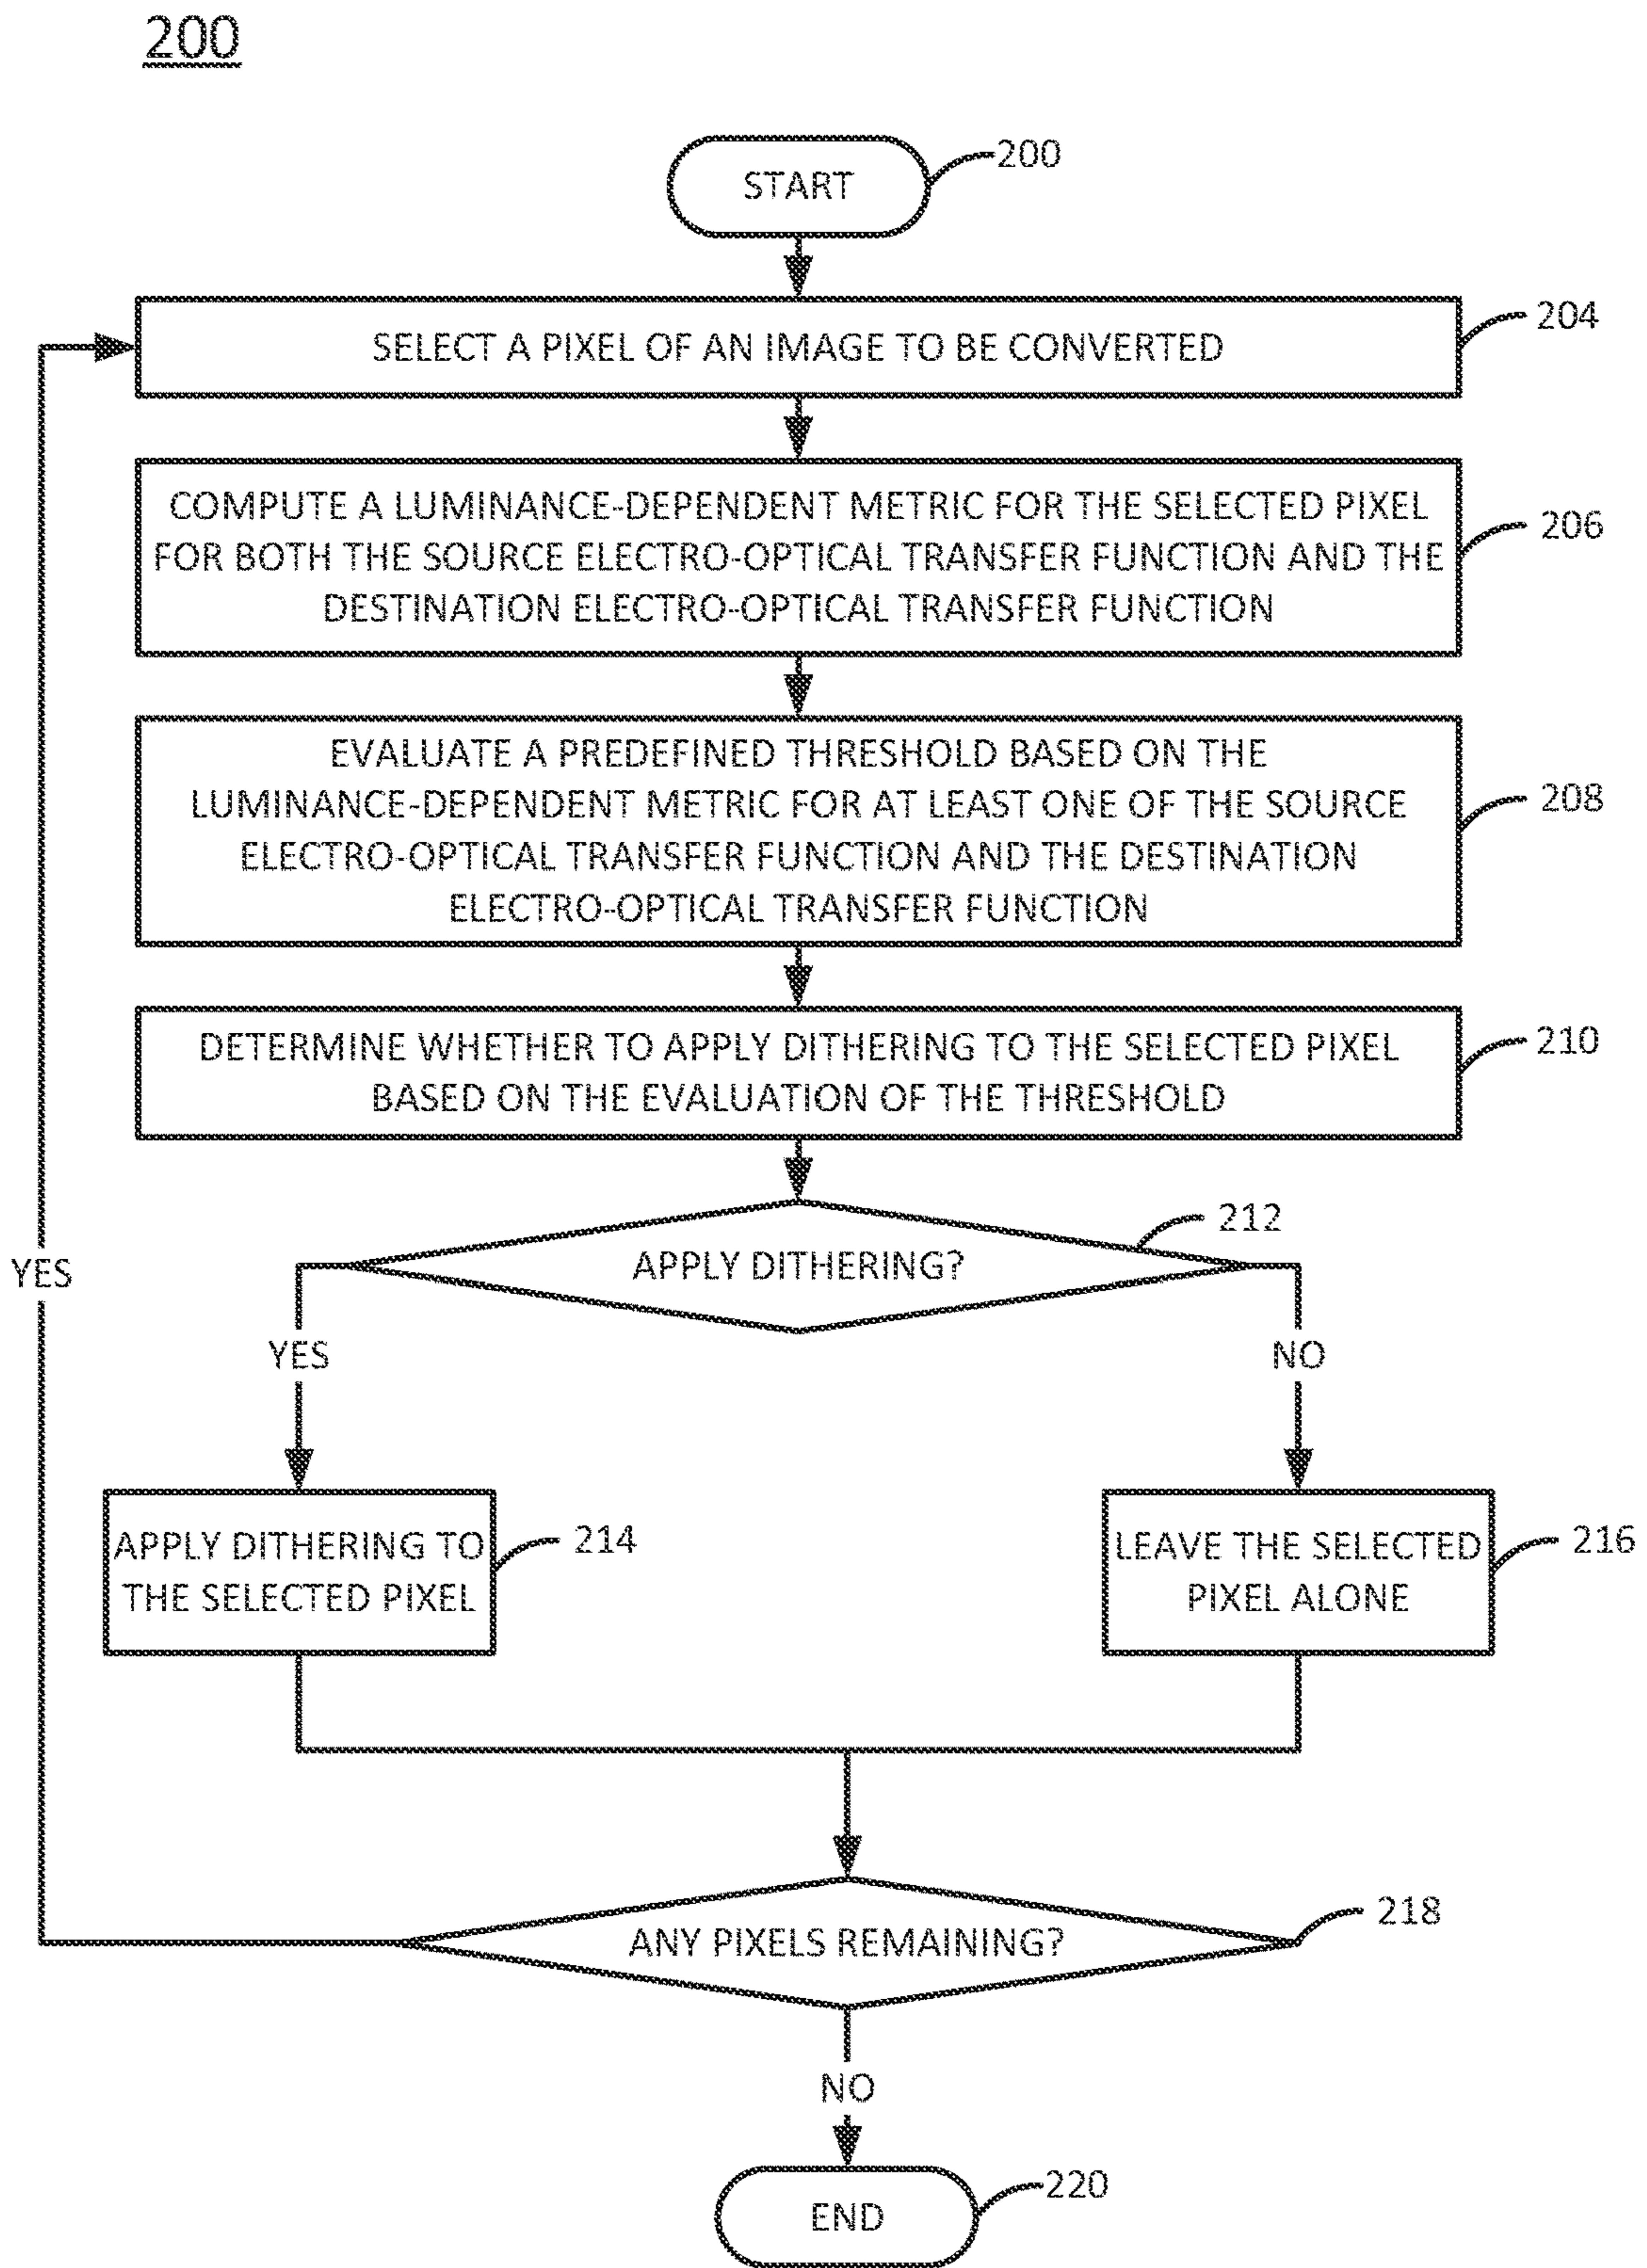 200
START
200
SELECT A PIXEL OF AN IMAGE TO BE CONVERTED
204
COMPUTE A LUMINANCE-DEPENDENT METRIC FOR THE SELECTED PIXEL
FOR BOTH THE SOURCE ELECTRO-OPTICAL TRANSFER FUNCTION AND THE
DESTINATION ELECTRO-OPTICAL TRANSFER FUNCTION
206
EVALUATE A PREDEFINED THRESHOLD BASED ON THE
LUMINANCE-DEPENDENT METRIC FOR AT LEAST ONE OF THE SOURCE
ELECTRO-OPTICAL TRANSFER FUNCTION AND THE DESTINATION
ELECTRO-OPTICAL TRANSFER FUNCTION
208
DETERMINE WHETHER TO APPLY DITHERING TO THE SELECTED PIXEL
BASED ON THE EVALUATION OF THE THRESHOLD
210
APPLY DITHERING?
212
YES
YES
NO
APPLY DITHERING TO
THE SELECTED PIXEL
214
LEAVE THE SELECTED
PIXEL ALONE
216
ANY PIXELS REMAINING?
218
NO
END
220